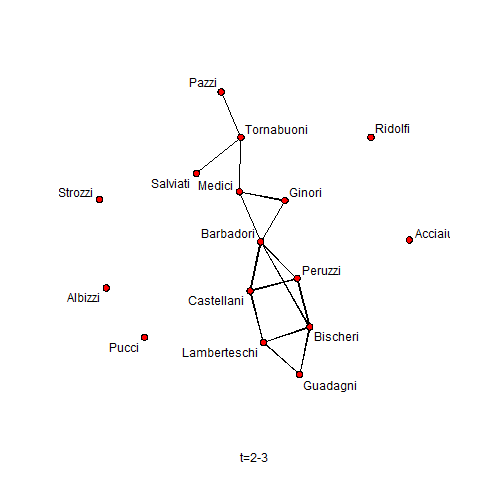 Pazzi
Tornabuoni
Ridolfi
Salviati
Medici
Strozzi
Ginori
Barbadori
Acciaiu
Peruzzi
Albizzi
Castellani
Bischeri
Pucci
Lamberteschi
Guadagni
t=2-3